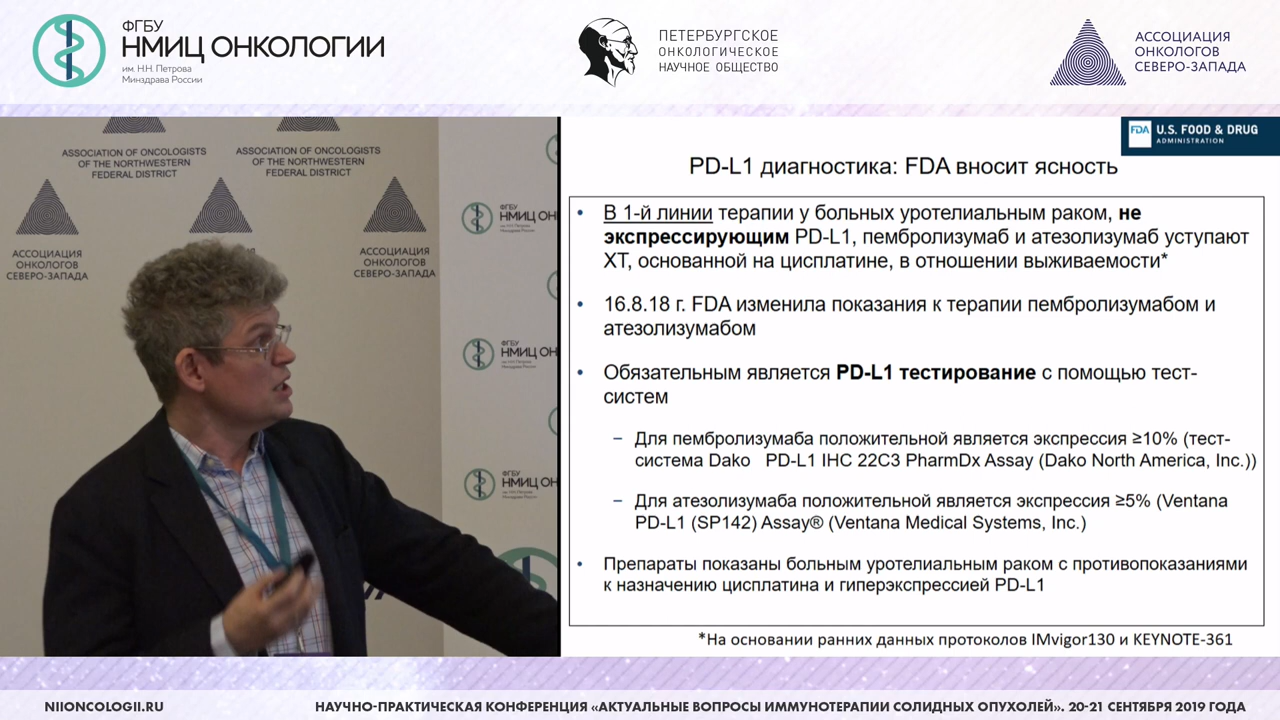 ФГБУ
НМИЦ ОНКОЛОГИИ
им. Н.Н. Петрова
Минздрава России
ПЕТЕРБУРГСКОЕ
ОНКОЛОГИЧЕСКОЕ
НАУЧНОЕ ОБЩЕСТВО
АССОЦИАЦИЯ
ОНКОЛОГОВ
СЕВЕРО-ЗАПАДА
ASSOCIATION OF ONCOLOGISTS
OF THE NORTHWESTERN
FEDERAL DISTRICT
ASSOCIATION OF ONCOLOGISTS
OF THE NORTHWESTERN
FEDERAL DISTRICT
АССОЦИАЦИЯ
ОНКОЛОГОВ
СЕВЕРО-ЗАПАДА
АССОЦИАЦИЯ
ОНКОЛОГОВ
СЕВЕРО-ЗАПАДА
ФГБУ
НМИЦ ОН
ФГБУ
НМИЦ ОН
ФГБУ
НМИЦ ОН
FDA U.S. FOOD & DRUG
ADMINISTRATION
PD-L1 диагностика: FDA вносит ясность
• В 1-й линии терапии у больных уротелиальным раком, не
экспрессирующим PD-L1, пембролизумаб и атезолизумаб уступают
ХТ, основанной на цисплатине, в отношении выживаемости*
• 16.8.18 г. FDA изменила показания к терапии пембролизумабом и
атезолизумабом
• Обязательным является PD-L1 тестирование с помощью тест-
систем
– Для пембролизумаба положительной является экспрессия ≥10% (тест-
система Dako PD-L1 IHC 22C3 PharmDx Assay (Dako North America, Inc.))
– Для атезолизумаба положительной является экспрессия ≥5% (Ventana
PD-L1 (SP142) Assay® (Ventana Medical Systems, Inc.)
• Препараты показаны больным уротелиальным раком с противопоказаниями
к назначению цисплатина и гиперэкспрессией PD-L1
*На основании ранних данных протоколов IMvigor130 и KEYNOTE-361
NIIONCOLOGII.RU
НАУЧНО-ПРАКТИЧЕСКАЯ КОНФЕРЕНЦИЯ «АКТУАЛЬНЫЕ ВОПРОСЫ ИММУНОТЕРАПИИ СОЛИДНЫХ ОПУХОЛЕЙ». 20-21 СЕНТЯБРЯ 2019 ГОДА